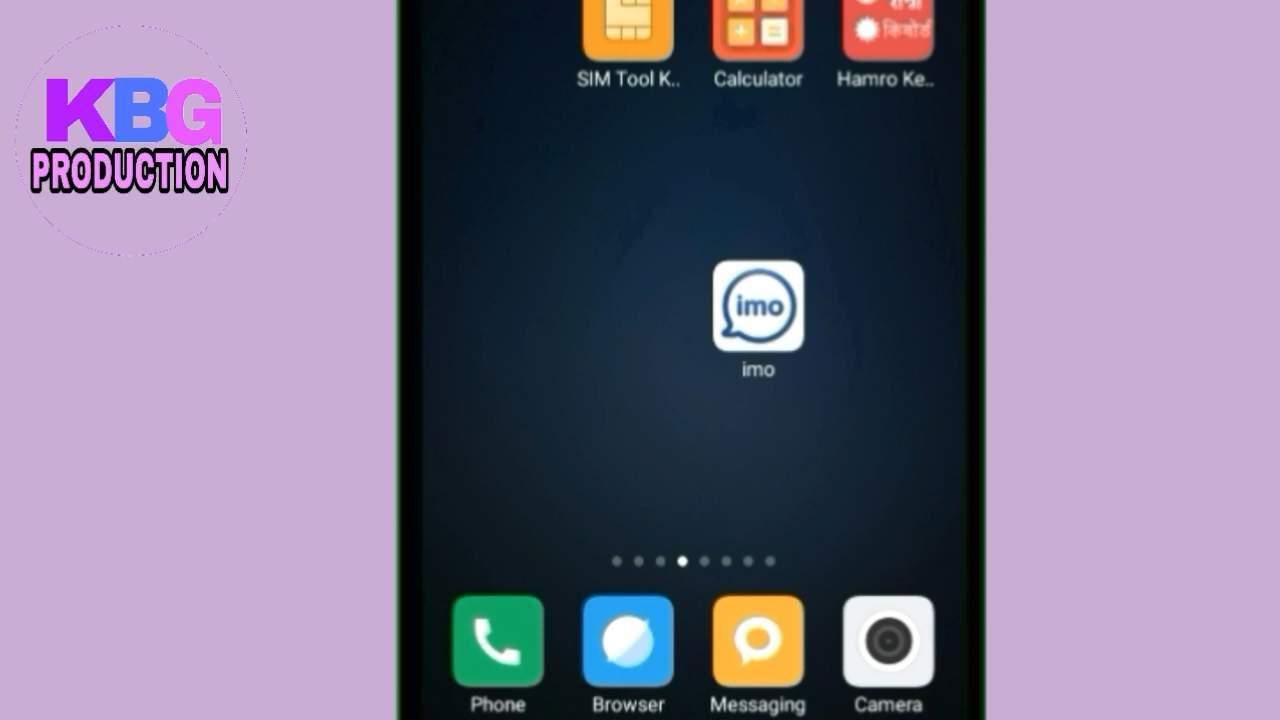 KBG
PRODUCTION
किबोर्ड
SIM Tool K..
Calculator
Hamro Ke..
imo
imo
Phone
Browser
Messaging
Camera